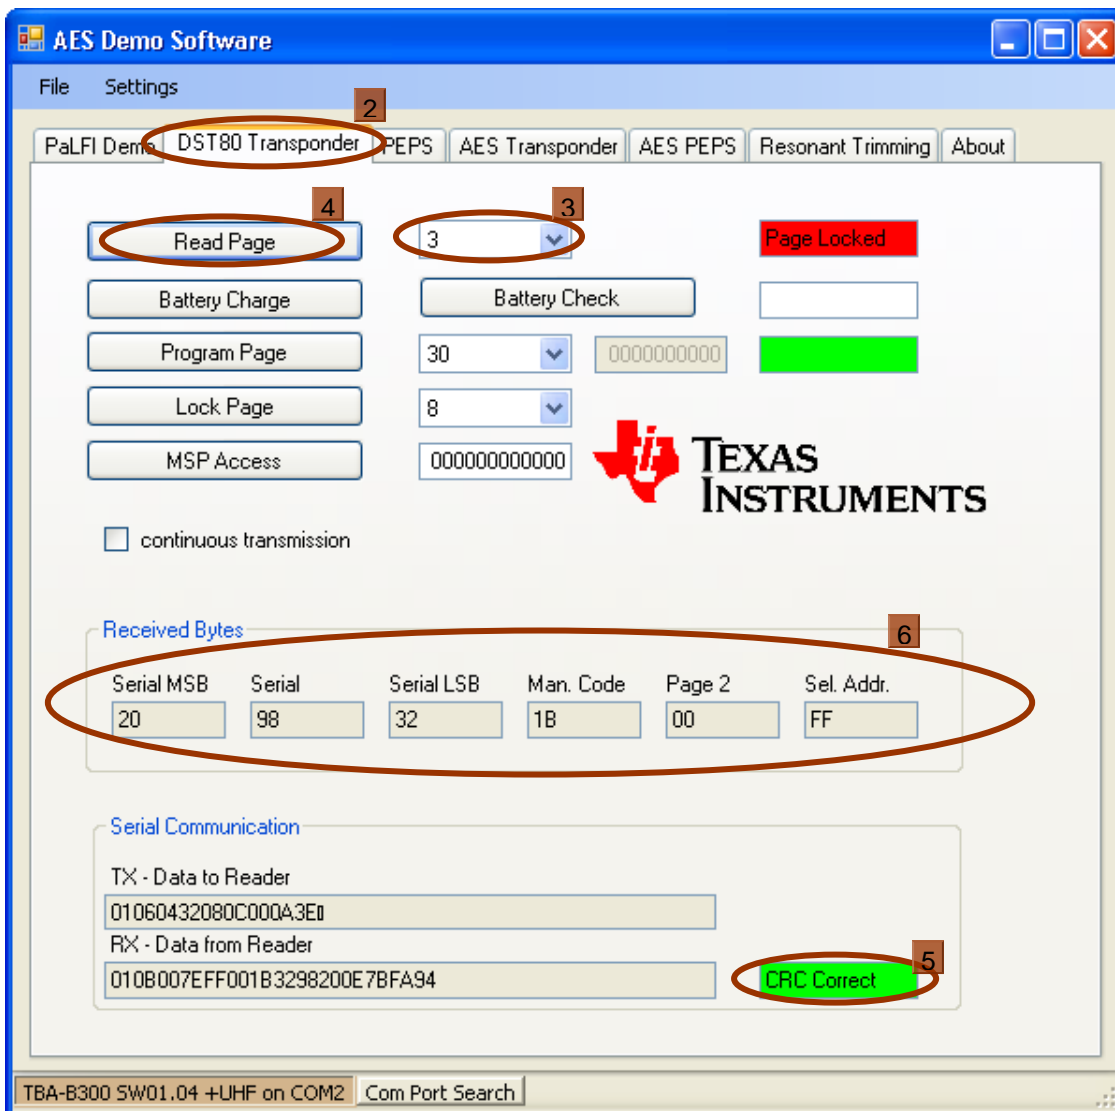 AES Demo Software
File Settings
2
PaLFI Demo DST80 Transponder PEPS AES Transponder AES PEPS Resonant Trimming About
4 3
Read Page 3 Page Locked
Battery Charge Battery Check
Program Page 30 0000000000
Lock Page 8
MSP Access 000000000000
TEXAS
INSTRUMENTS
continuous transmission
Received Bytes
6
Serial MSB Serial Serial LSB Man. Code Page 2 Sel. Addr.
20 98 32 1B 00 FF
Serial Communication
TX - Data to Reader
01060432080C000A3E▯
RX - Data from Reader
5
010B007EFF001B3298200E7BFA94 CRC Correct
TBA-B300 SW01.04 +UHF on COM2 Com Port Search